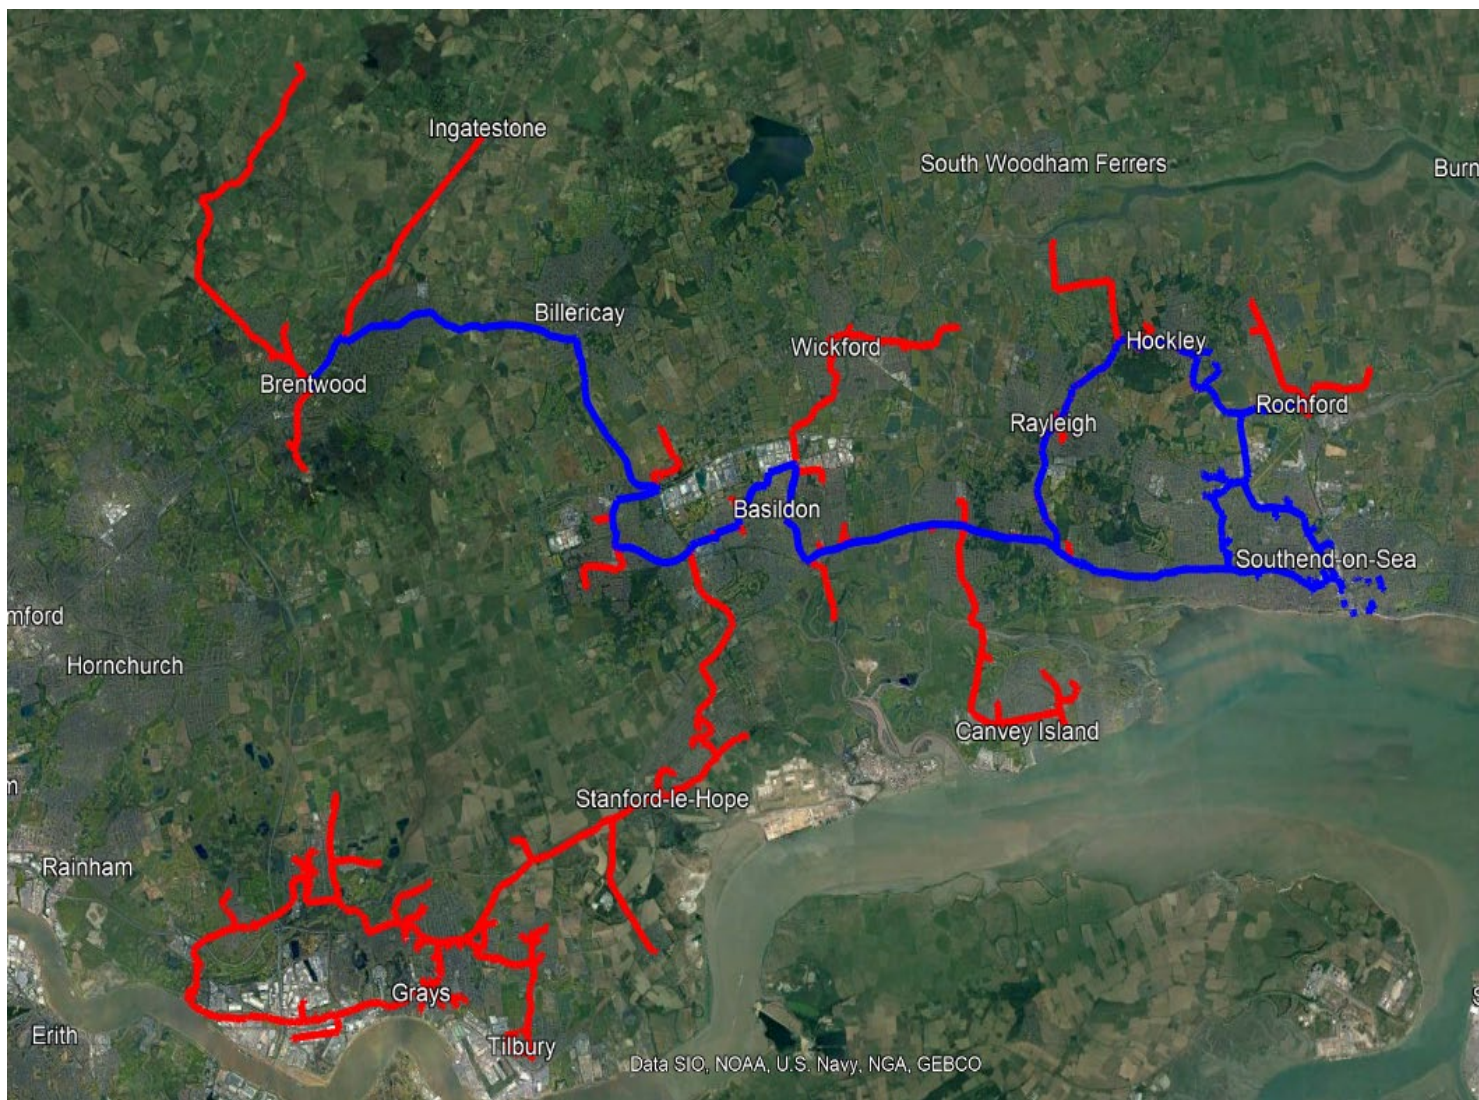 Ingatestone
South Woodham Ferrers
Burn
Billericay
Wickford
Hockley
Brentwood
Rochford
Rayleigh
Basildon
Southend-on-Sea
mford
Hornchurch
Canvey Island
m
Stanford-le-Hope
Rainham
Grays
S
Erith
Tilbury
Data SIO, NOAA, U.S. Navy, NGA, GEBCO